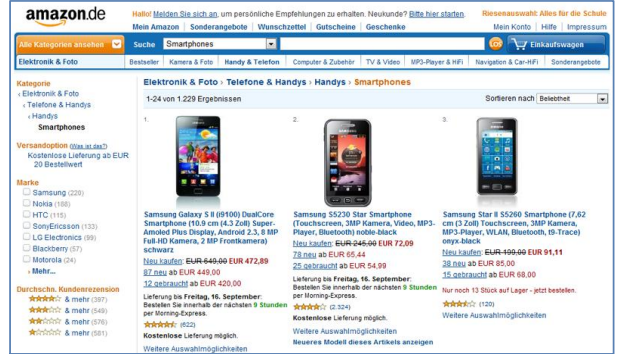 amazon.de
Hallo! Melden Sie sich an, um persönliche Empfehlungen zu erhalten. Neukunde? Bitte hier starten.
Riesenauswahl: Alles für die Schule
Mein Amazon | Sonderangebote | Wunschzettel | Gutscheine | Geschenke
Mein Konto | Hilfe | Impressum
Alle Kategorien ansehen
Suche Smartphones
Einkaufswagen
Elektronik & Foto
Bestseller | Kamera & Foto | Handy & Telefon | Computer & Zubehör | TV & Video | MP3-Player & HiFi | Navigation & Car-HiFi | Sonderangebote
Kategorie
‹ Elektronik & Foto
‹ Telefone & Handys
‹ Handys
Smartphones
Versandoption (Was ist das?)
Kostenlose Lieferung ab EUR
20 Bestellwert
Marke
Samsung (220)
Nokia (188)
HTC (115)
SonyEricsson (133)
LG Electronics (99)
Blackberry (57)
Motorola (24)
› Mehr...
Durchschn. Kundenrezension
& mehr (397)
& mehr (549)
& mehr (576)
& mehr (581)
Elektronik & Foto › Telefone & Handys › Handys › Smartphones
1-24 von 1.229 Ergebnissen
Sortieren nach Beliebtheit
1.
Samsung Galaxy S II (i9100) DualCore
Smartphone (10.9 cm (4.3 Zoll) Super-
Amoled Plus Display, Android 2.3, 8 MP
Full-HD Kamera, 2 MP Frontkamera)
schwarz
Neu kaufen: EUR 649,00 EUR 472,89
87 neu ab EUR 449,00
12 gebraucht ab EUR 420,00
Lieferung bis Freitag, 16. September:
Bestellen Sie innerhalb der nächsten 9 Stunden
per Morning-Express.
(622)
Kostenlose Lieferung möglich.
Weitere Auswahlmöglichkeiten
2.
Samsung S5230 Star Smartphone
(Touchscreen, 3MP Kamera, Video, MP3-
Player, Bluetooth) noble-black
Neu kaufen: EUR 245,00 EUR 72,09
78 neu ab EUR 65,44
25 gebraucht ab EUR 54,99
Lieferung bis Freitag, 16. September:
Bestellen Sie innerhalb der nächsten 9 Stunden
per Morning-Express.
(2.324)
Kostenlose Lieferung möglich.
Weitere Auswahlmöglichkeiten
Neueres Modell dieses Artikels anzeigen
3.
Samsung Star II S5260 Smartphone (7,62
cm (3 Zoll) Touchscreen, 3MP Kamera,
MP3-Player, WLAN, Bluetooth, t9-Trace)
onyx-black
Neu kaufen: EUR 199,00 EUR 91,11
38 neu ab EUR 85,00
15 gebraucht ab EUR 68,00
Nur noch 13 Stück auf Lager - jetzt bestellen.
(120)
Weitere Auswahlmöglichkeiten